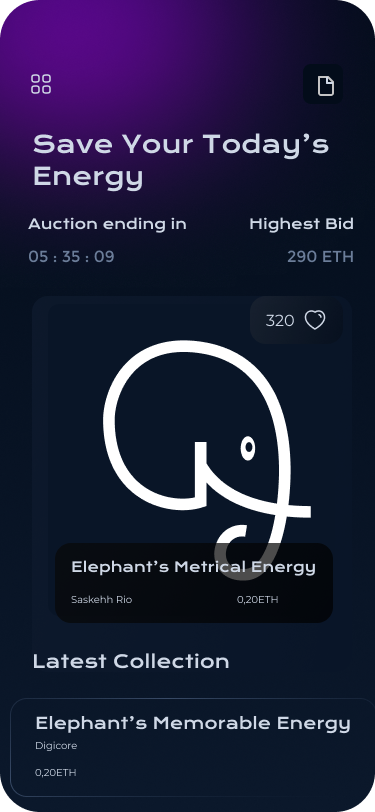 Save Your Today’s
Energy
Auction ending in
Highest Bid
05 : 35 : 09
290 ETH
320
Elephant’s Metrical Energy
Saskehh Rio
0,20ETH
Latest Collection
Elephant’s Memorable Energy
Digicore
0,20ETH